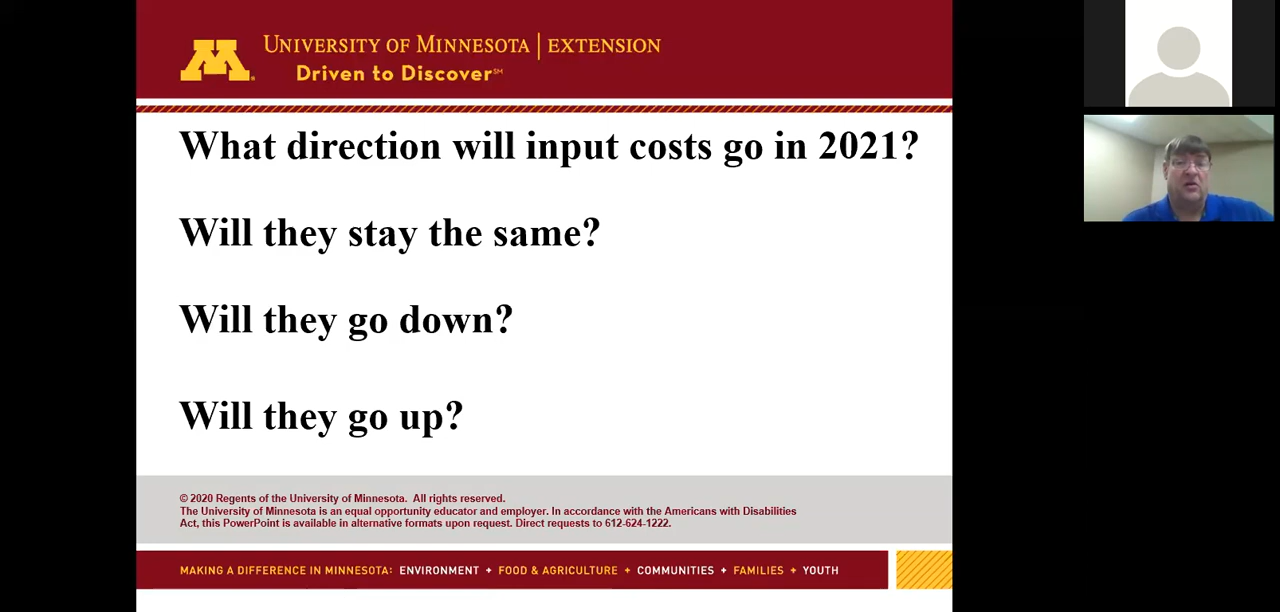 UNIVERSITY OF MINNESOTA | EXTENSION
Driven to Discover℠
What direction will input costs go in 2021?
Will they stay the same?
Will they go down?
Will they go up?
© 2020 Regents of the University of Minnesota. All rights reserved.
The University of Minnesota is an equal opportunity educator and employer. In accordance with the Americans with Disabilities
Act, this PowerPoint is available in alternative formats upon request. Direct requests to 612-624-1222.
MAKING A DIFFERENCE IN MINNESOTA: ENVIRONMENT + FOOD & AGRICULTURE + COMMUNITIES + FAMILIES + YOUTH